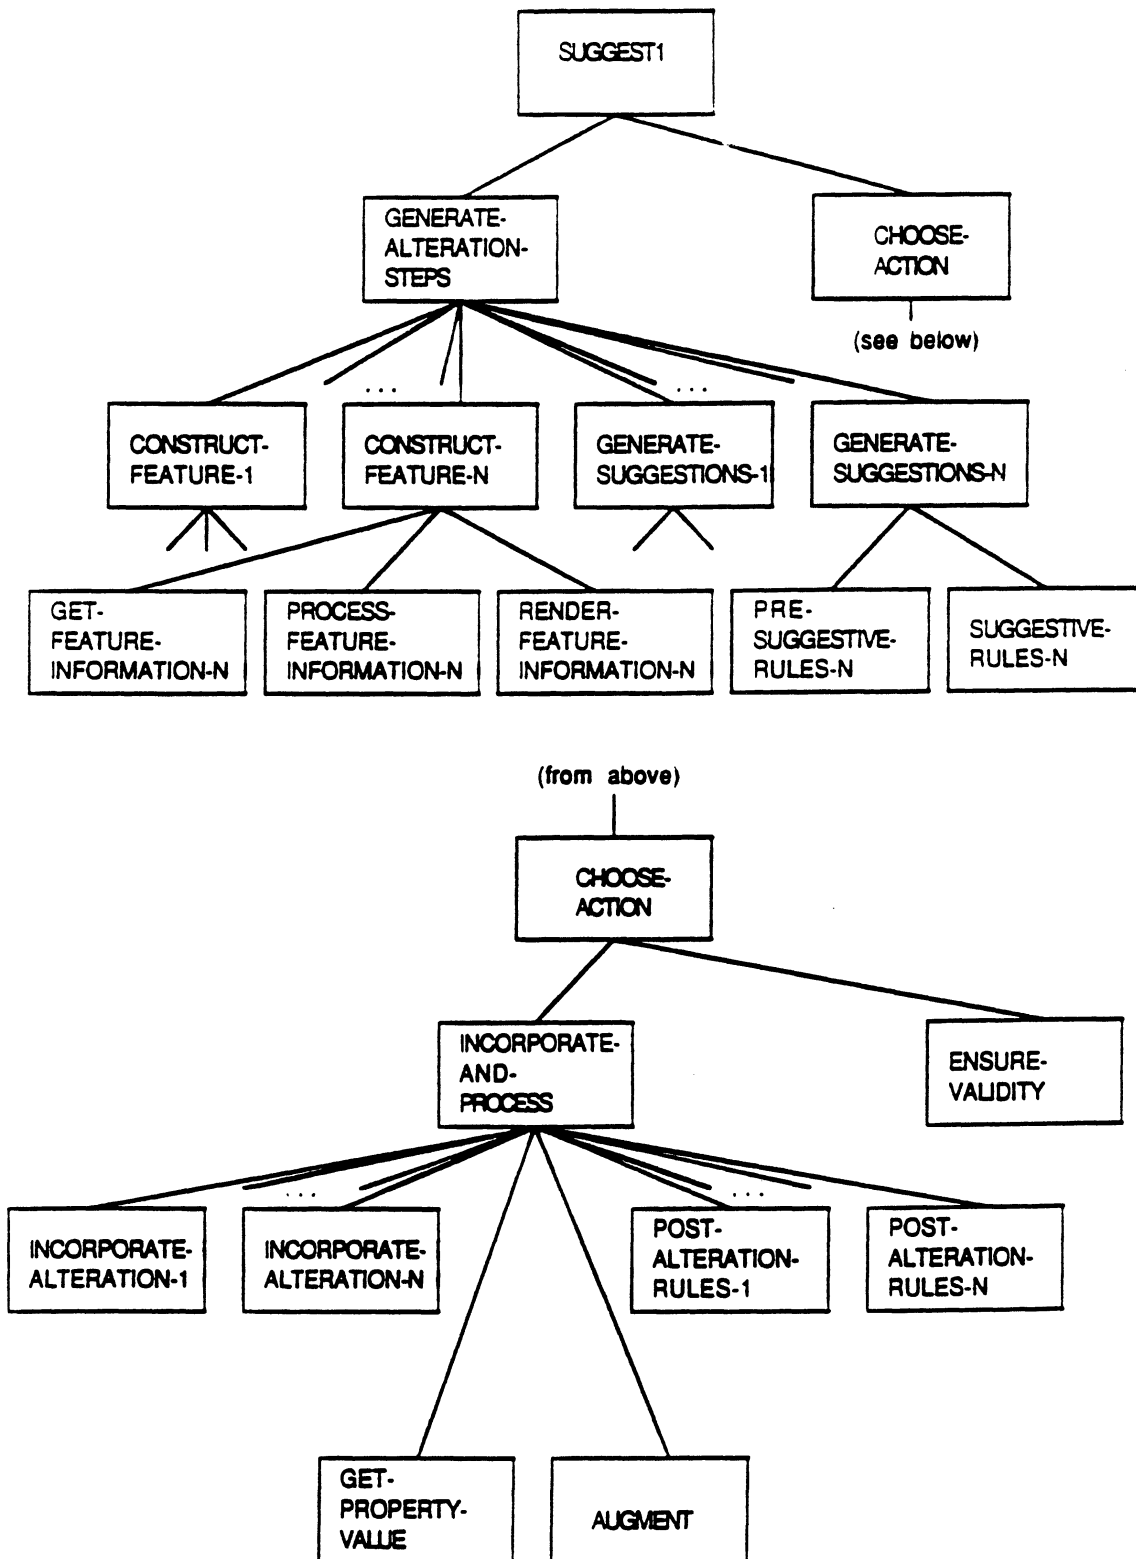 SUGGEST1
GENERATE-
ALTERATION-
STEPS
CHOOSE-
ACTION
(see below)
...
...
CONSTRUCT-
FEATURE-1
CONSTRUCT-
FEATURE-N
GENERATE-
SUGGESTIONS-1
GENERATE-
SUGGESTIONS-N
GET-
FEATURE-
INFORMATION-N
PROCESS-
FEATURE-
INFORMATION-N
RENDER-
FEATURE-
INFORMATION-N
PRE-
SUGGESTIVE-
RULES-N
SUGGESTIVE-
RULES-N
(from above)
CHOOSE-
ACTION
INCORPORATE-
AND-
PROCESS
ENSURE-
VALIDITY
...
...
INCORPORATE-
ALTERATION-1
INCORPORATE-
ALTERATION-N
POST-
ALTERATION-
RULES-1
POST-
ALTERATION-
RULES-N
GET-
PROPERTY-
VALUE
AUGMENT